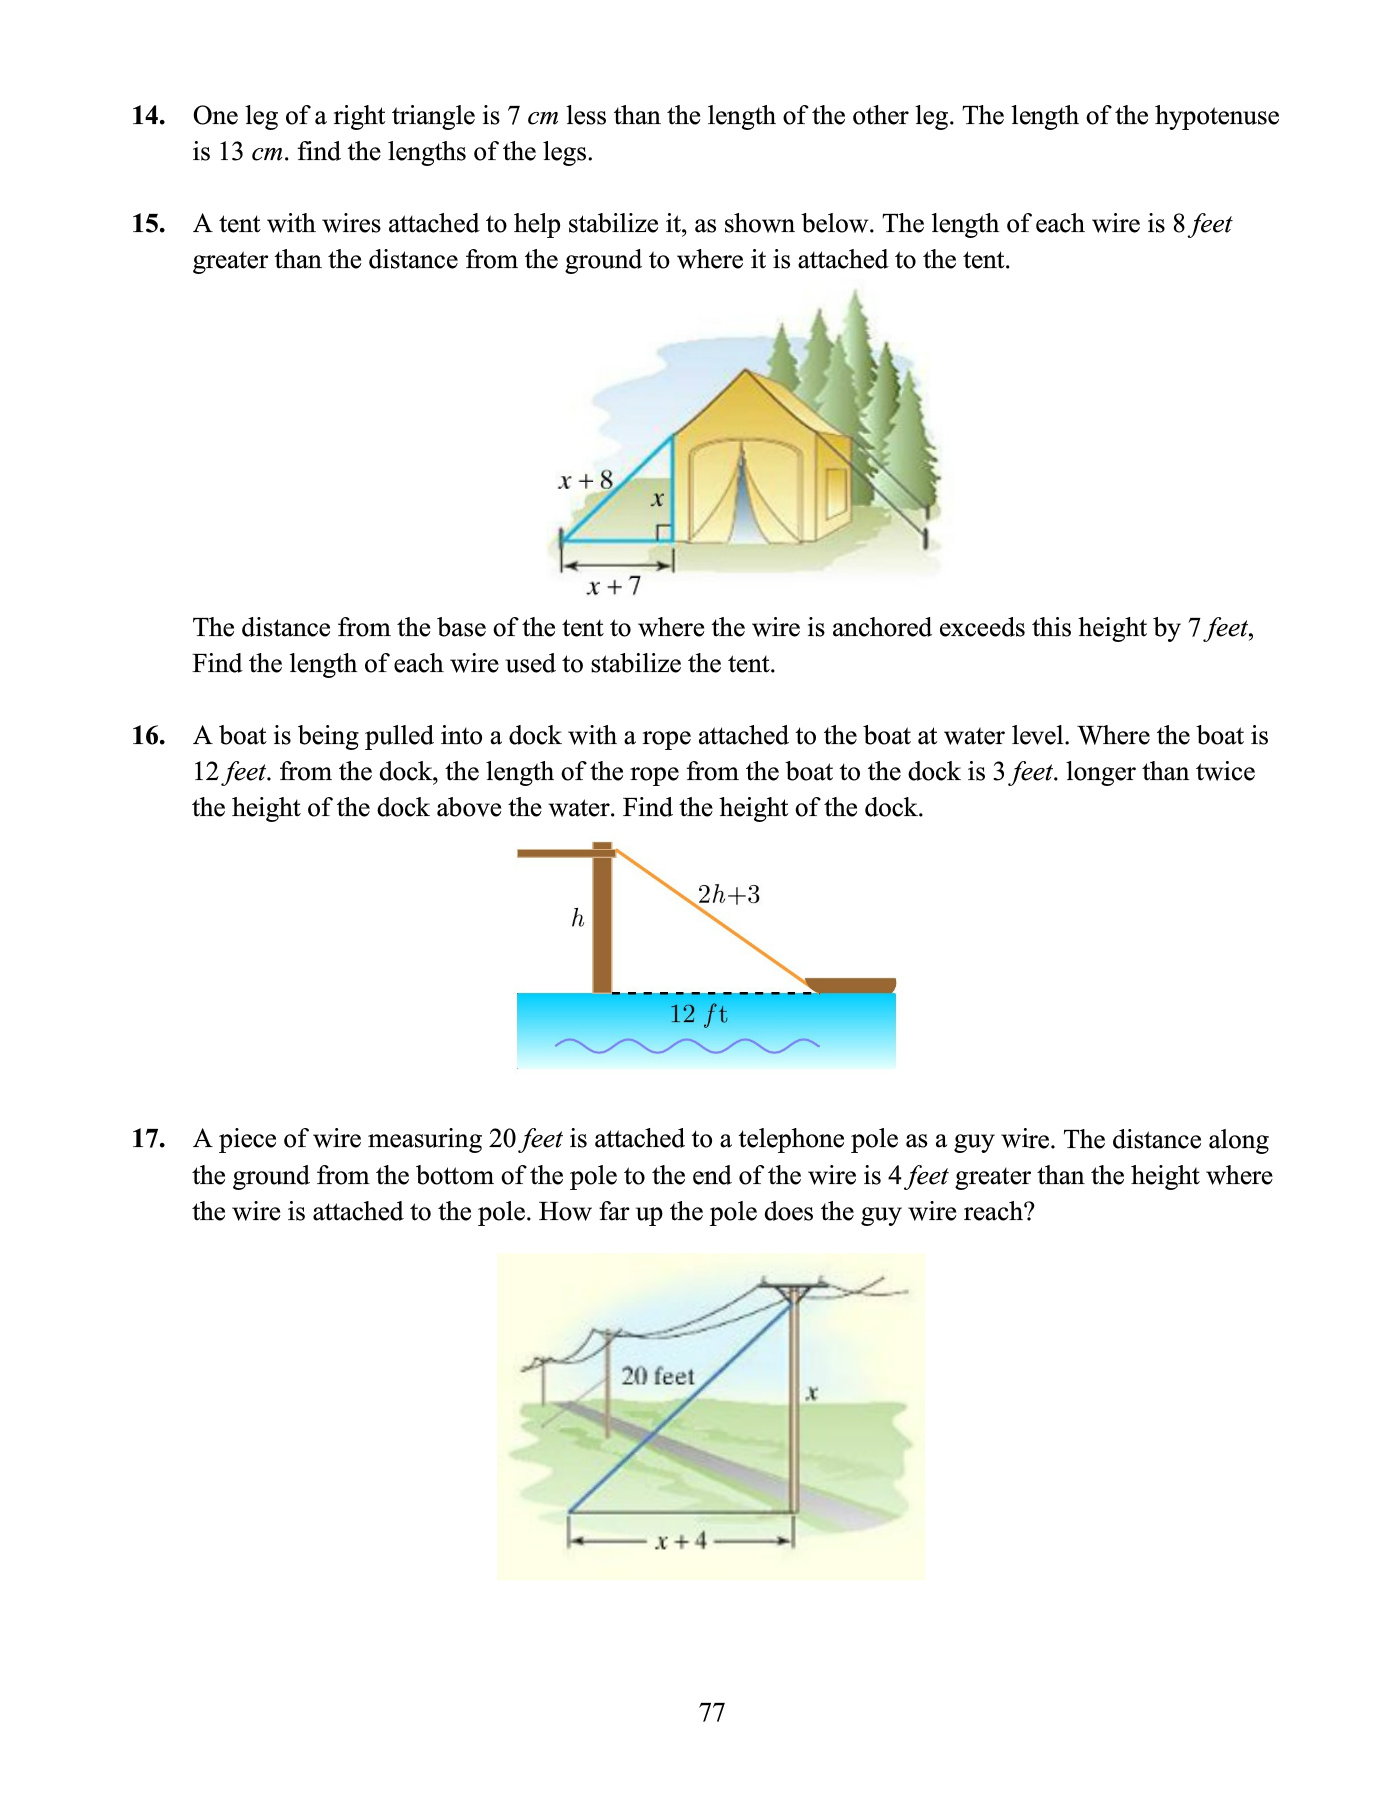 14. One leg of a right triangle is 7 cm less than the length of the other leg. The length of the hypotenuse
is 13 cm. find the lengths of the legs.
15. A tent with wires attached to help stabilize it, as shown below. The length of each wire is 8 feet
greater than the distance from the ground to where it is attached to the tent.
x + 8
x
x + 7
The distance from the base of the tent to where the wire is anchored exceeds this height by 7 feet,
Find the length of each wire used to stabilize the tent.
16. A boat is being pulled into a dock with a rope attached to the boat at water level. Where the boat is
12 feet. from the dock, the length of the rope from the boat to the dock is 3 feet. longer than twice
the height of the dock above the water. Find the height of the dock.
2h+3
h
12 ft
17. A piece of wire measuring 20 feet is attached to a telephone pole as a guy wire. The distance along
the ground from the bottom of the pole to the end of the wire is 4 feet greater than the height where
the wire is attached to the pole. How far up the pole does the guy wire reach?
20 feet
x
x + 4
77